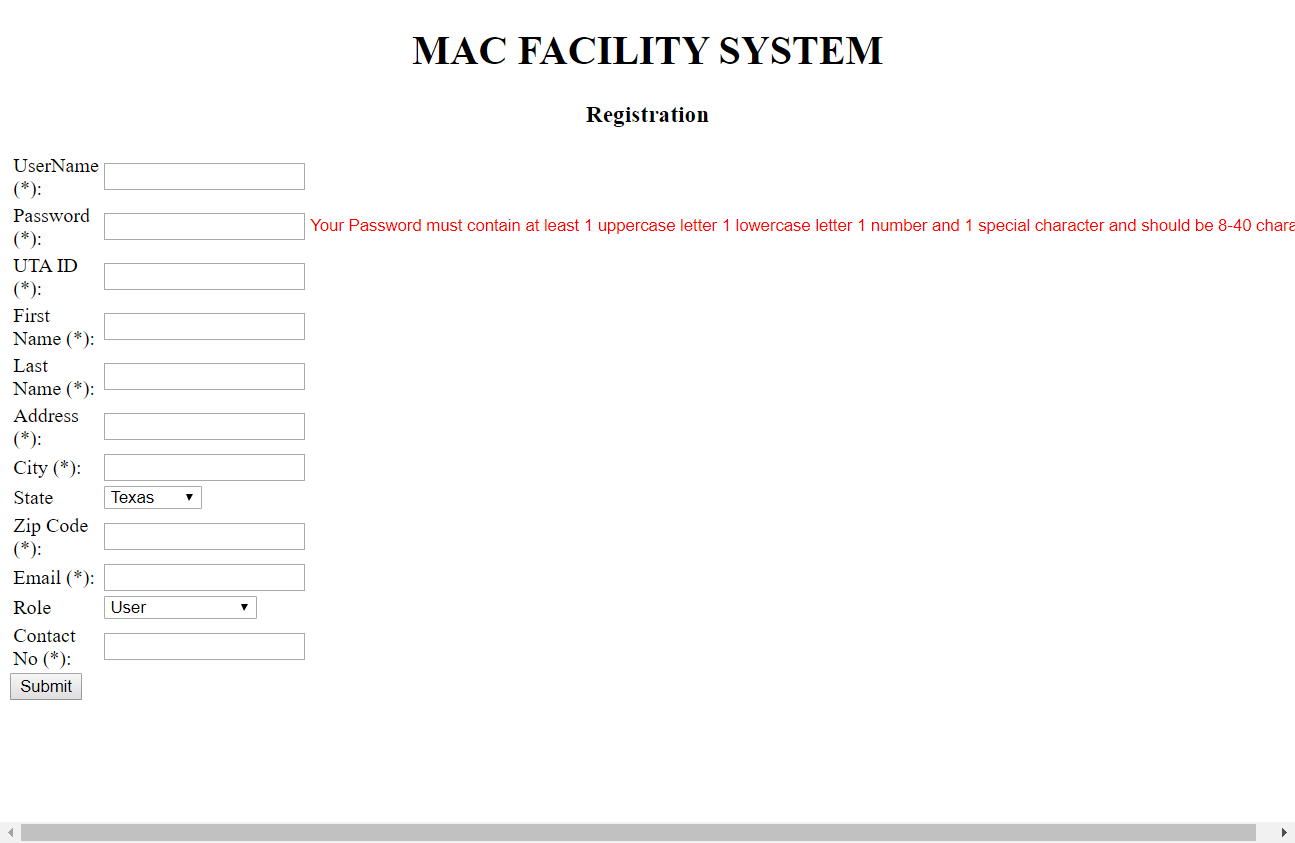 MAC FACILITY SYSTEM
Registration
UserName
(*):
Password
(*):
Your Password must contain at least 1 uppercase letter 1 lowercase letter 1 number and 1 special character and should be 8-40 chara
UTA ID
(*):
First
Name (*):
Last
Name (*):
Address
(*):
City (*):
State
Texas
Zip Code
(*):
Email (*):
Role
User
Contact
No (*):
Submit